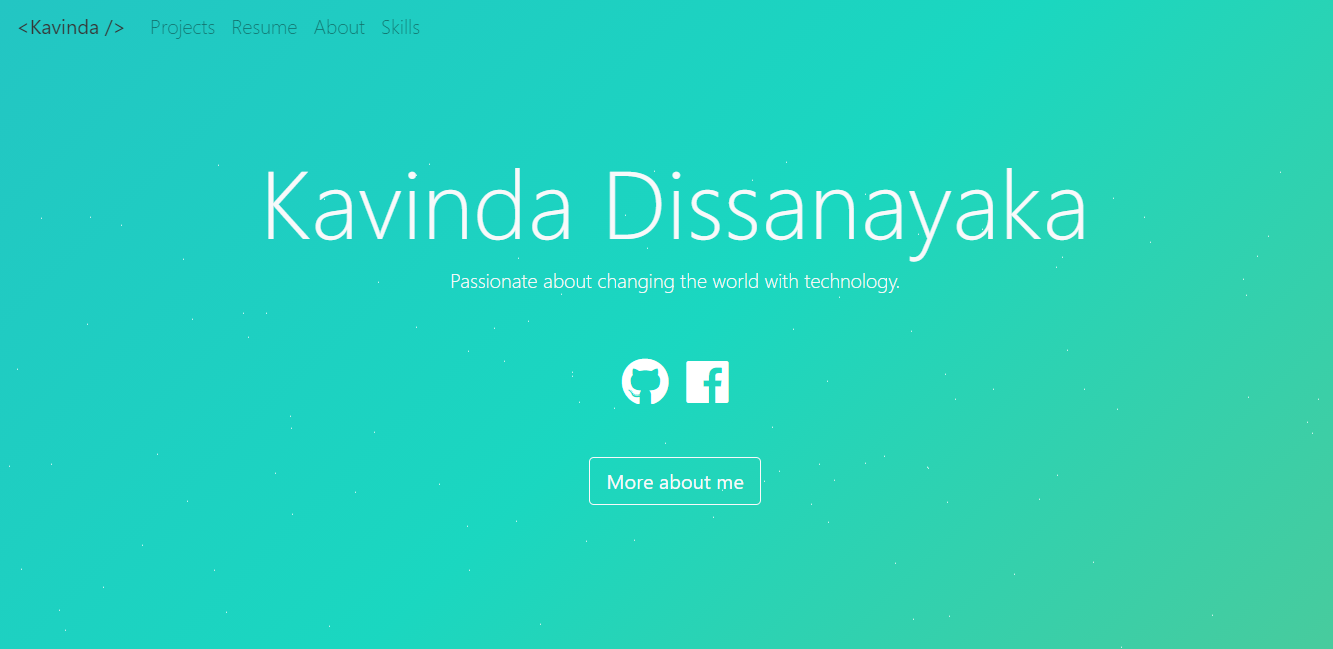 <Kavinda /> Projects Resume About Skills
Kavinda Dissanayaka
Passionate about changing the world with technology.
More about me